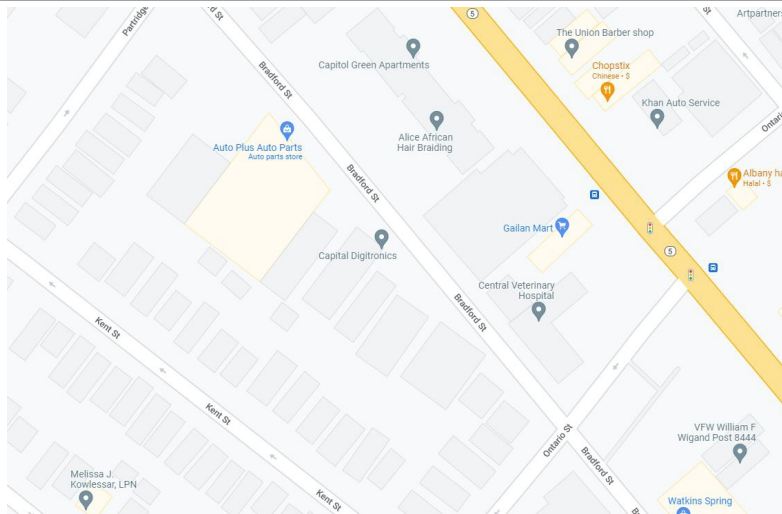 Partridge
rd St
5
The Union Barber shop
St
Artpartners
Bradford St
Capitol Green Apartments
Chopstix
Chinese • $
Khan Auto Service
Ontario
Auto Plus Auto Parts
Auto parts store
Alice African
Hair Braiding
Bradford St
Albany ha
Halal • $
Gailan Mart
5
Capital Digitronics
Central Veterinary
Hospital
Bradford St
Kent St
Kent St
Ontario St
Bradford St
VFW William F
Wigand Post 8444
Melissa J.
Kowlessar, LPN
Kent St
Watkins Spring